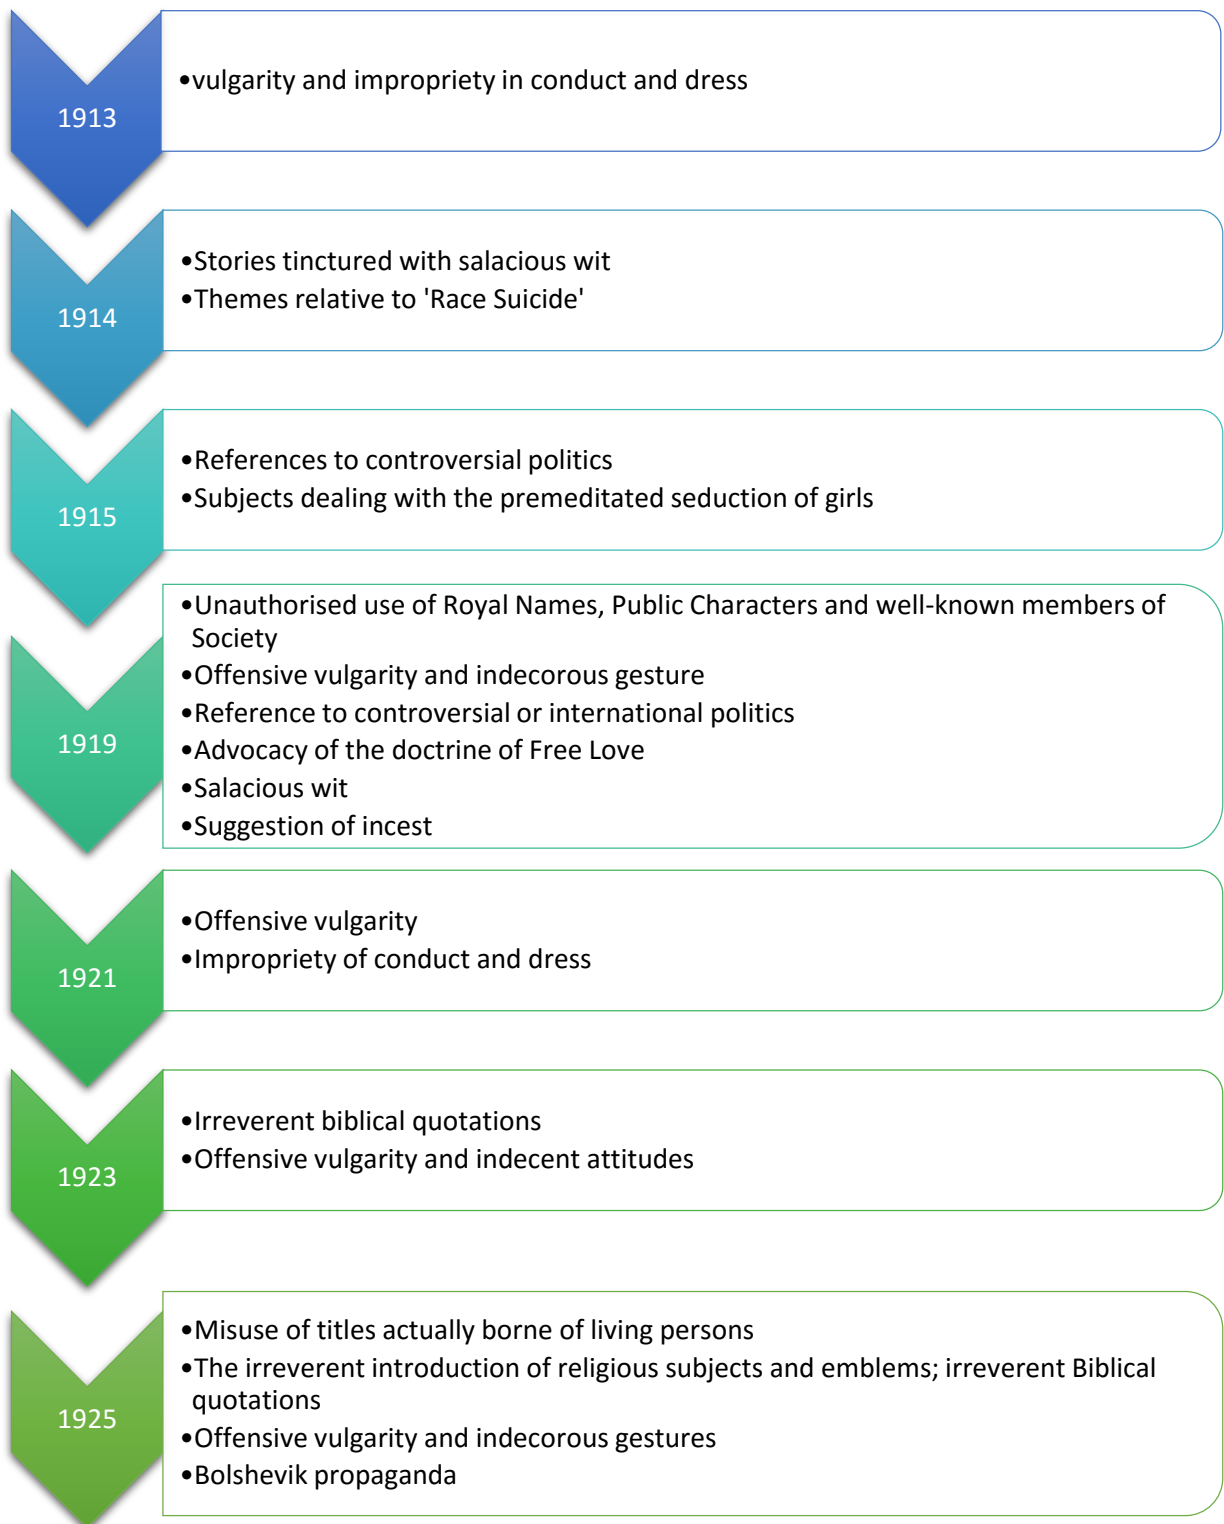 1913
•vulgarity and impropriety in conduct and dress
1914
•Stories tinctured with salacious wit
•Themes relative to 'Race Suicide'
1915
•References to controversial politics
•Subjects dealing with the premeditated seduction of girls
1919
•Unauthorised use of Royal Names, Public Characters and well-known members of
Society
•Offensive vulgarity and indecorous gesture
•Reference to controversial or international politics
•Advocacy of the doctrine of Free Love
•Salacious wit
•Suggestion of incest
1921
•Offensive vulgarity
•Impropriety of conduct and dress
1923
•Irreverent biblical quotations
•Offensive vulgarity and indecent attitudes
1925
•Misuse of titles actually borne of living persons
•The irreverent introduction of religious subjects and emblems; irreverent Biblical
quotations
•Offensive vulgarity and indecorous gestures
•Bolshevik propaganda